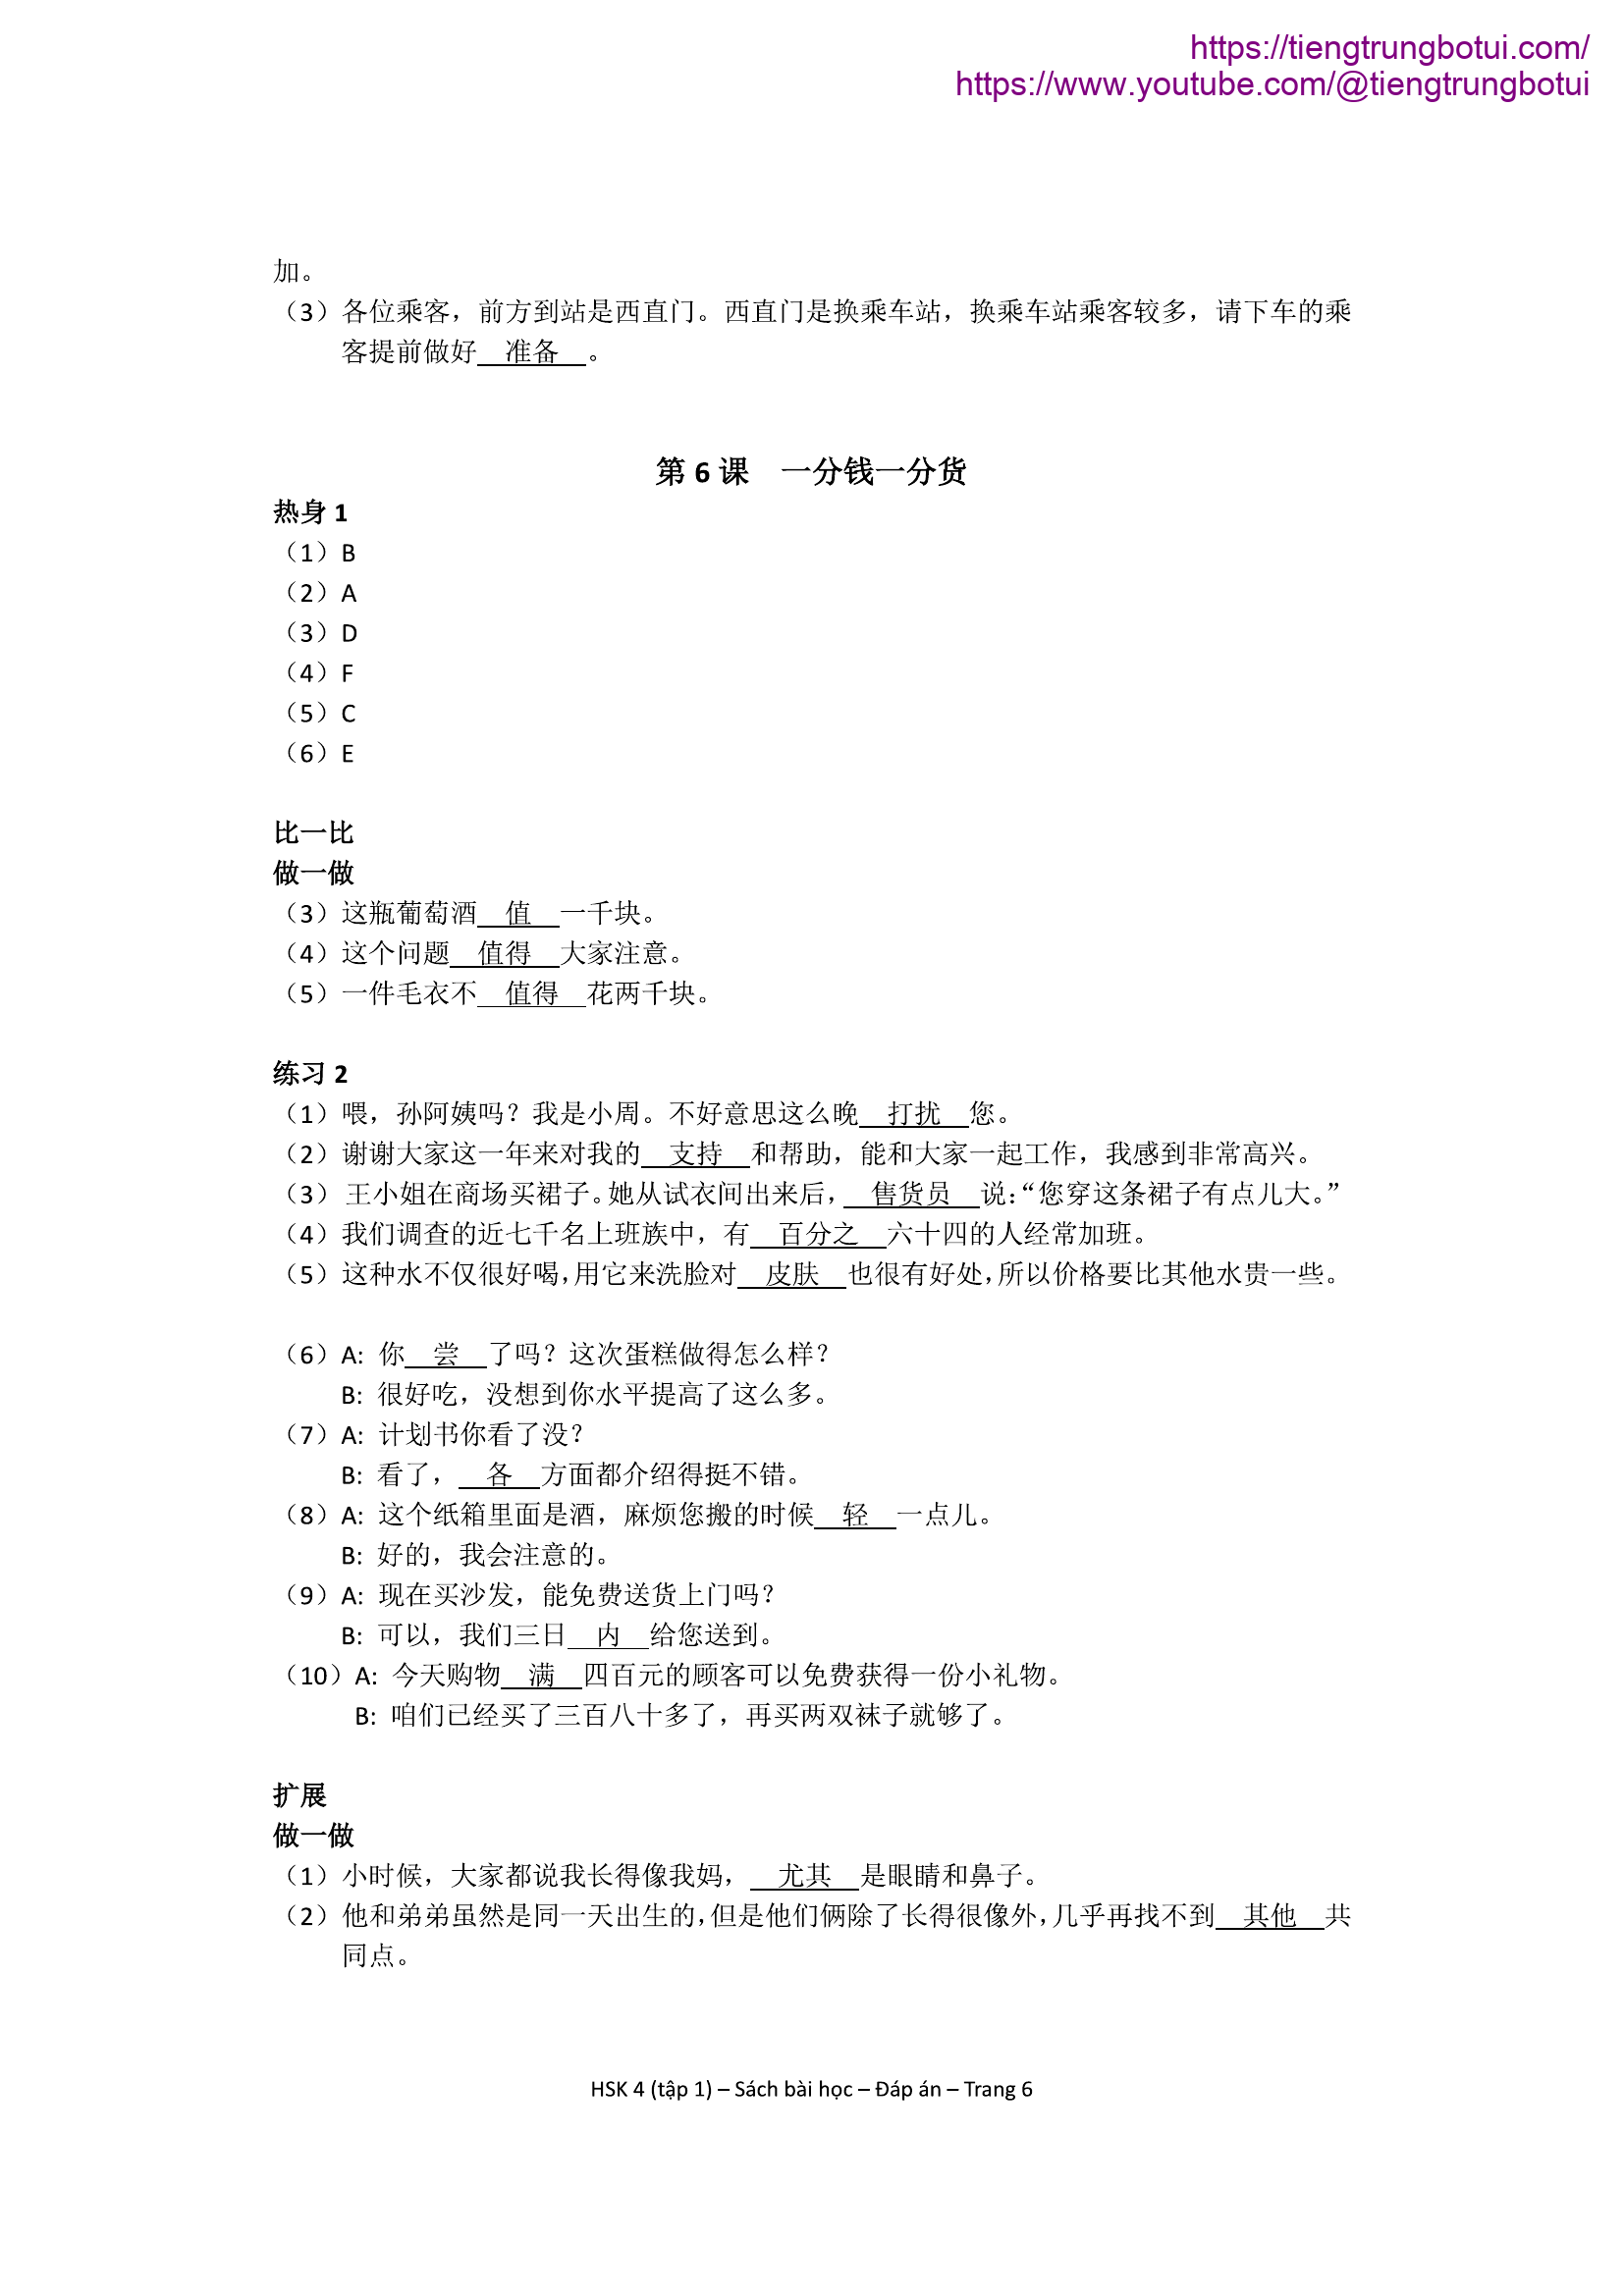 https://tiengtrungbotui.com/
https://www.youtube.com/@tiengtrungbotui
加。
（3）各位乘客，前方到站是西直门。西直门是换乘车站，换乘车站乘客较多，请下车的乘
客提前做好__准备__。
第 6 课 一分钱一分货
热身 1
（1）B
（2）A
（3）D
（4）F
（5）C
（6）E
比一比
做一做
（3）这瓶葡萄酒__值__一千块。
（4）这个问题__值得__大家注意。
（5）一件毛衣不__值得__花两千块。
练习 2
（1）喂，孙阿姨吗？我是小周。不好意思这么晚__打扰__您。
（2）谢谢大家这一年来对我的__支持__和帮助，能和大家一起工作，我感到非常高兴。
（3）王小姐在商场买裙子。她从试衣间出来后，__售货员__说：“您穿这条裙子有点儿大。”
（4）我们调查的近七千名上班族中，有__百分之__六十四的人经常加班。
（5）这种水不仅很好喝，用它来洗脸对__皮肤__也很有好处，所以价格要比其他水贵一些。
（6）A: 你__尝__了吗？这次蛋糕做得怎么样？
B: 很好吃，没想到你水平提高了这么多。
（7）A: 计划书你看了没？
B: 看了，__各__方面都介绍得挺不错。
（8）A: 这个纸箱里面是酒，麻烦您搬的时候__轻__一点儿。
B: 好的，我会注意的。
（9）A: 现在买沙发，能免费送货上门吗？
B: 可以，我们三日__内__给您送到。
（10）A: 今天购物__满__四百元的顾客可以免费获得一份小礼物。
B: 咱们已经买了三百八十多了，再买两双袜子就够了。
扩展
做一做
（1）小时候，大家都说我长得像我妈，__尤其__是眼睛和鼻子。
（2）他和弟弟虽然是同一天出生的，但是他们俩除了长得很像外，几乎再找不到__其他__共
同点。
HSK 4 (tập 1) – Sách bài học – Đáp án – Trang 6